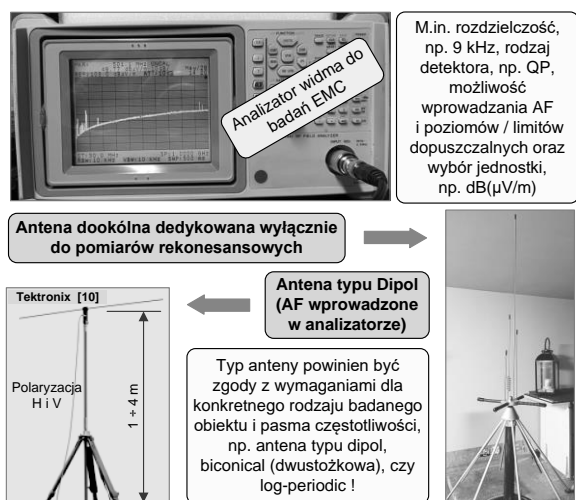 Analizator widma do
badań EMC
M.in. rozdzielczość,
np. 9 kHz, rodzaj
detektora, np. QP,
możliwość
wprowadzania AF
i poziomów / limitów
dopuszczalnych oraz
wybór jednostki,
np. dB(µV/m)
Antena dookólna dedykowana wyłącznie
do pomiarów rekonesansowych
Antena typu Dipol
(AF wprowadzone
w analizatorze)
Tektronix [10]
Polaryzacja
H i V
1 ÷ 4 m
Typ anteny powinien być
zgody z wymaganiami dla
konkretnego rodzaju badanego
obiektu i pasma częstotliwości,
np. antena typu dipol,
biconical (dwustożkowa), czy
log-periodic !